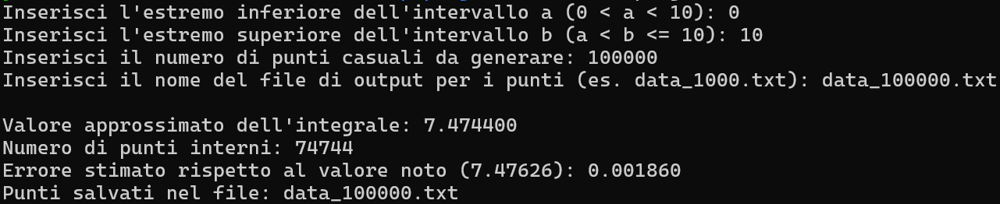 Inserisci l'estremo inferiore dell'intervallo a (0 < a < 10): 0
Inserisci l'estremo superiore dell'intervallo b (a < b <= 10): 10
Inserisci il numero di punti casuali da generare: 100000
Inserisci il nome del file di output per i punti (es. data_1000.txt): data_100000.txt
Valore approssimato dell'integrale: 7.474400
Numero di punti interni: 74744
Errore stimato rispetto al valore noto (7.47626): 0.001860
Punti salvati nel file: data_100000.txt